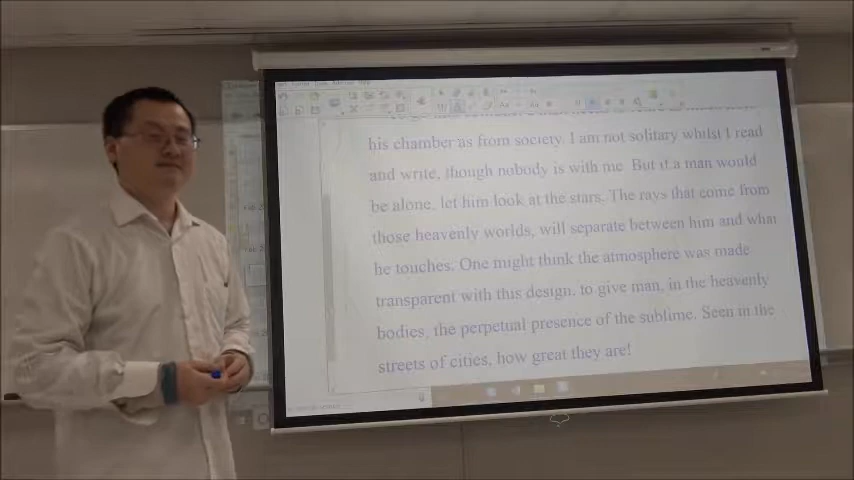 his chamber as from society. I am not solitary whilst I read
and write, though nobody is with me. But if a man would
be alone, let him look at the stars. The rays that come from
those heavenly worlds, will separate between him and what
he touches. One might think the atmosphere was made
transparent with this design, to give man, in the heavenly
bodies, the perpetual presence of the sublime. Seen in the
streets of cities, how great they are!